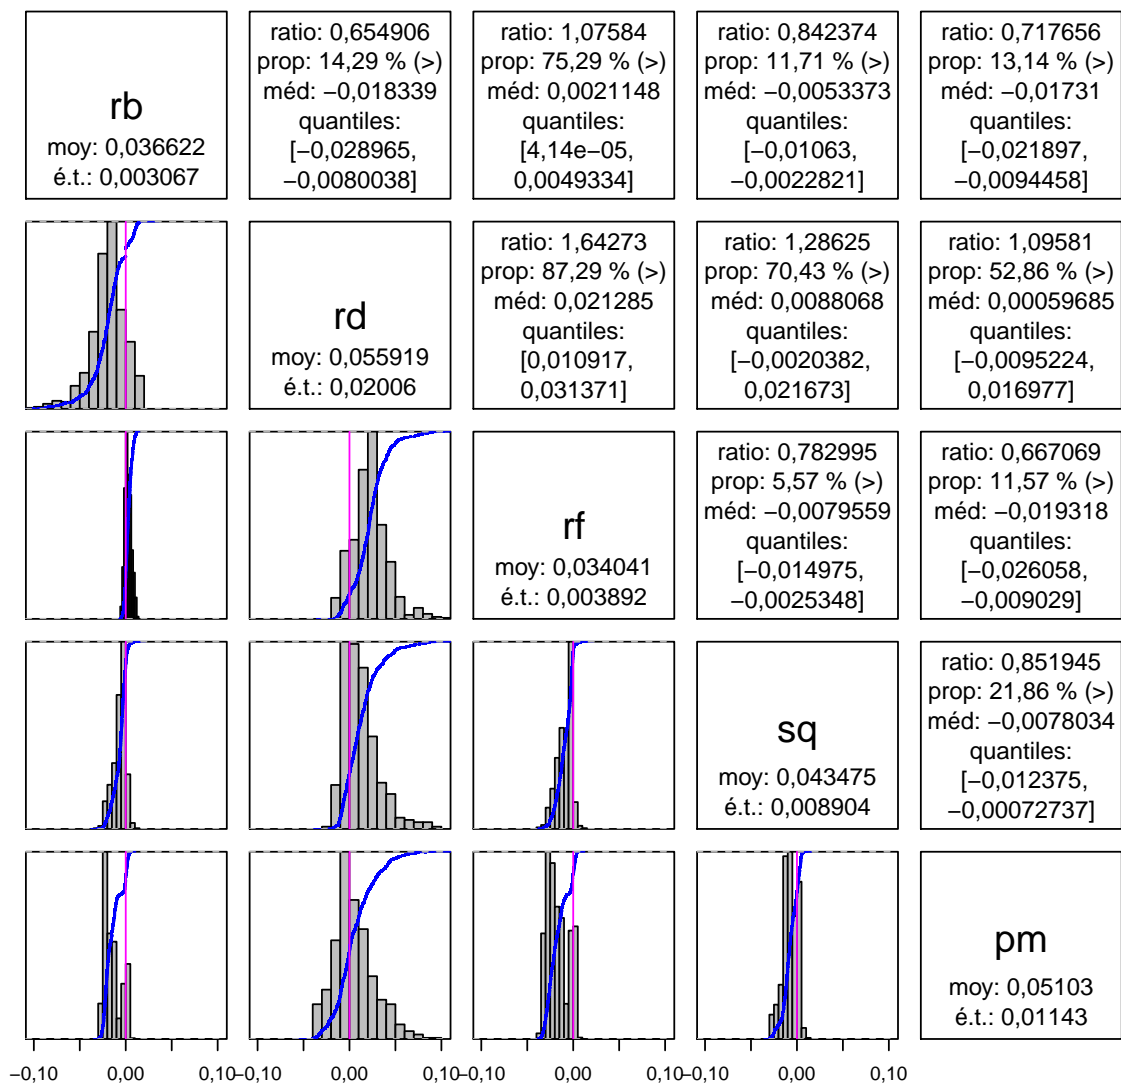 rb
moy: 0,036622
é.t.: 0,003067
ratio: 0,654906
prop: 14,29 % (>)
méd: −0,018339
quantiles:
[−0,028965,
−0,0080038]
ratio: 1,07584
prop: 75,29 % (>)
méd: 0,0021148
quantiles:
[4,14e−05,
0,0049334]
ratio: 0,842374
prop: 11,71 % (>)
méd: −0,0053373
quantiles:
[−0,01063,
−0,0022821]
ratio: 0,717656
prop: 13,14 % (>)
méd: −0,01731
quantiles:
[−0,021897,
−0,0094458]
rd
moy: 0,055919
é.t.: 0,02006
ratio: 1,64273
prop: 87,29 % (>)
méd: 0,021285
quantiles:
[0,010917,
0,031371]
ratio: 1,28625
prop: 70,43 % (>)
méd: 0,0088068
quantiles:
[−0,0020382,
0,021673]
ratio: 1,09581
prop: 52,86 % (>)
méd: 0,00059685
quantiles:
[−0,0095224,
0,016977]
rf
moy: 0,034041
é.t.: 0,003892
ratio: 0,782995
prop: 5,57 % (>)
méd: −0,0079559
quantiles:
[−0,014975,
−0,0025348]
ratio: 0,667069
prop: 11,57 % (>)
méd: −0,019318
quantiles:
[−0,026058,
−0,009029]
sq
moy: 0,043475
é.t.: 0,008904
ratio: 0,851945
prop: 21,86 % (>)
méd: −0,0078034
quantiles:
[−0,012375,
−0,00072737]
pm
moy: 0,05103
é.t.: 0,01143
−0,10 0,00 0,10 −0,10 0,00 0,10 −0,10 0,00 0,10 −0,10 0,00 0,10